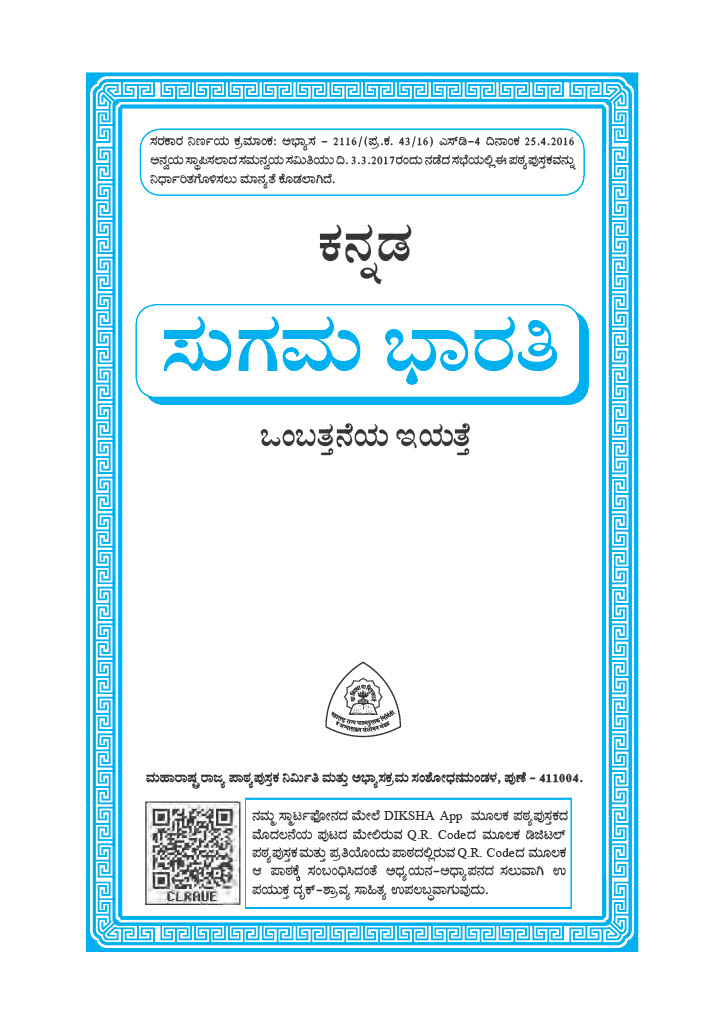 ಸರಕಾರ ನಿರ್ಣಯ ಕ್ರಮಾಂಕ: ಅಭ್ಯಾಸ – 2116/(ಪ್ರ.ಕ. 43/16) ಎಸ್‌ಡಿ–4 ದಿನಾಂಕ 25.4.2016
ಅನ್ವಯ ಸ್ಥಾಪಿಸಲಾದ ಸಮನ್ವಯ ಸಮಿತಿಯು ದಿ. 3.3.2017ರಂದು ನಡೆದ ಸಭೆಯಲ್ಲಿ ಈ ಪಠ್ಯಪುಸ್ತಕವನ್ನು
ನಿರ್ಧಾರಿತಗೊಳಿಸಲು ಮಾನ್ಯತೆ ಕೊಡಲಾಗಿದೆ.
ಕನ್ನಡ
ಸುಗಮ ಭಾರತಿ
ಒಂಬತ್ತನೆಯ ಇಯತ್ತೆ
ಮಹಾರಾಷ್ಟ್ರ ರಾಜ್ಯ ಪಾಠ್ಯಪುಸ್ತಕ ನಿರ್ಮಿತಿ ಮತ್ತು ಅಭ್ಯಾಸಕ್ರಮ ಸಂಶೋಧನಮಂಡಳ, ಪುಣೆ – 411004.
ನಮ್ಮ ಸ್ಮಾರ್ಟಫೋನದ ಮೇಲೆ DIKSHA App ಮೂಲಕ ಪಠ್ಯಪುಸ್ತಕದ
ಮೊದಲನೆಯ ಪುಟದ ಮೇಲಿರುವ Q.R. Codeದ ಮೂಲಕ ಡಿಜಿಟಲ್
ಪಠ್ಯಪುಸ್ತಕ ಮತ್ತು ಪ್ರತಿಯೊಂದು ಪಾಠದಲ್ಲಿರುವ Q.R. Codeದ ಮೂಲಕ
ಆ ಪಾಠಕ್ಕೆ ಸಂಬಂಧಿಸಿದಂತೆ ಅಧ್ಯಯನ–ಅಧ್ಯಾಪನದ ಸಲುವಾಗಿ ಉ
ಪಯುಕ್ತ ದೃಕ್–ಶ್ರಾವ್ಯ ಸಾಹಿತ್ಯ ಉಪಲಬ್ಧವಾಗುವುದು.
CLRAUE